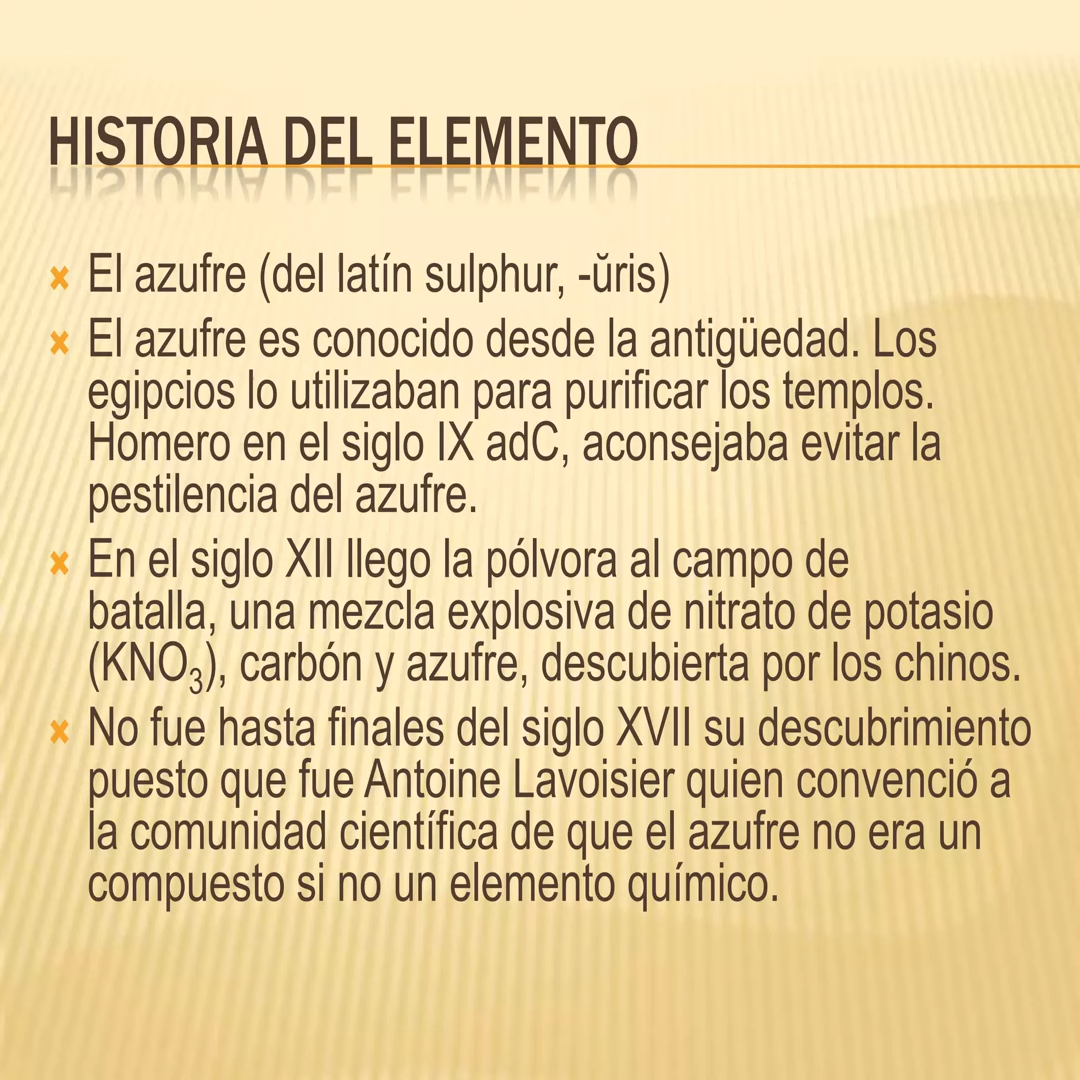 HISTORIA DEL ELEMENTO
El azufre (del latín sulphur, -ŭris)
El azufre es conocido desde la antigüedad. Los
egipcios lo utilizaban para purificar los templos.
Homero en el siglo IX adC, aconsejaba evitar la
pestilencia del azufre.
En el siglo XII llego la pólvora al campo de
batalla, una mezcla explosiva de nitrato de potasio
(KNO₃), carbón y azufre, descubierta por los chinos.
No fue hasta finales del siglo XVII su descubrimiento
puesto que fue Antoine Lavoisier quien convenció a
la comunidad científica de que el azufre no era un
compuesto si no un elemento químico.